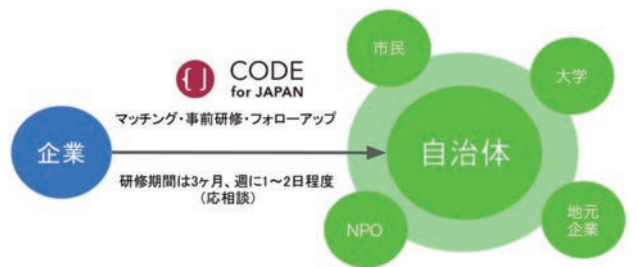 CODE
for JAPAN
マッチング・事前研修・フォローアップ
企業
研修期間は3ヶ月、週に1〜2日程度
(応相談)
市民
大学
自治体
NPO
地元
企業